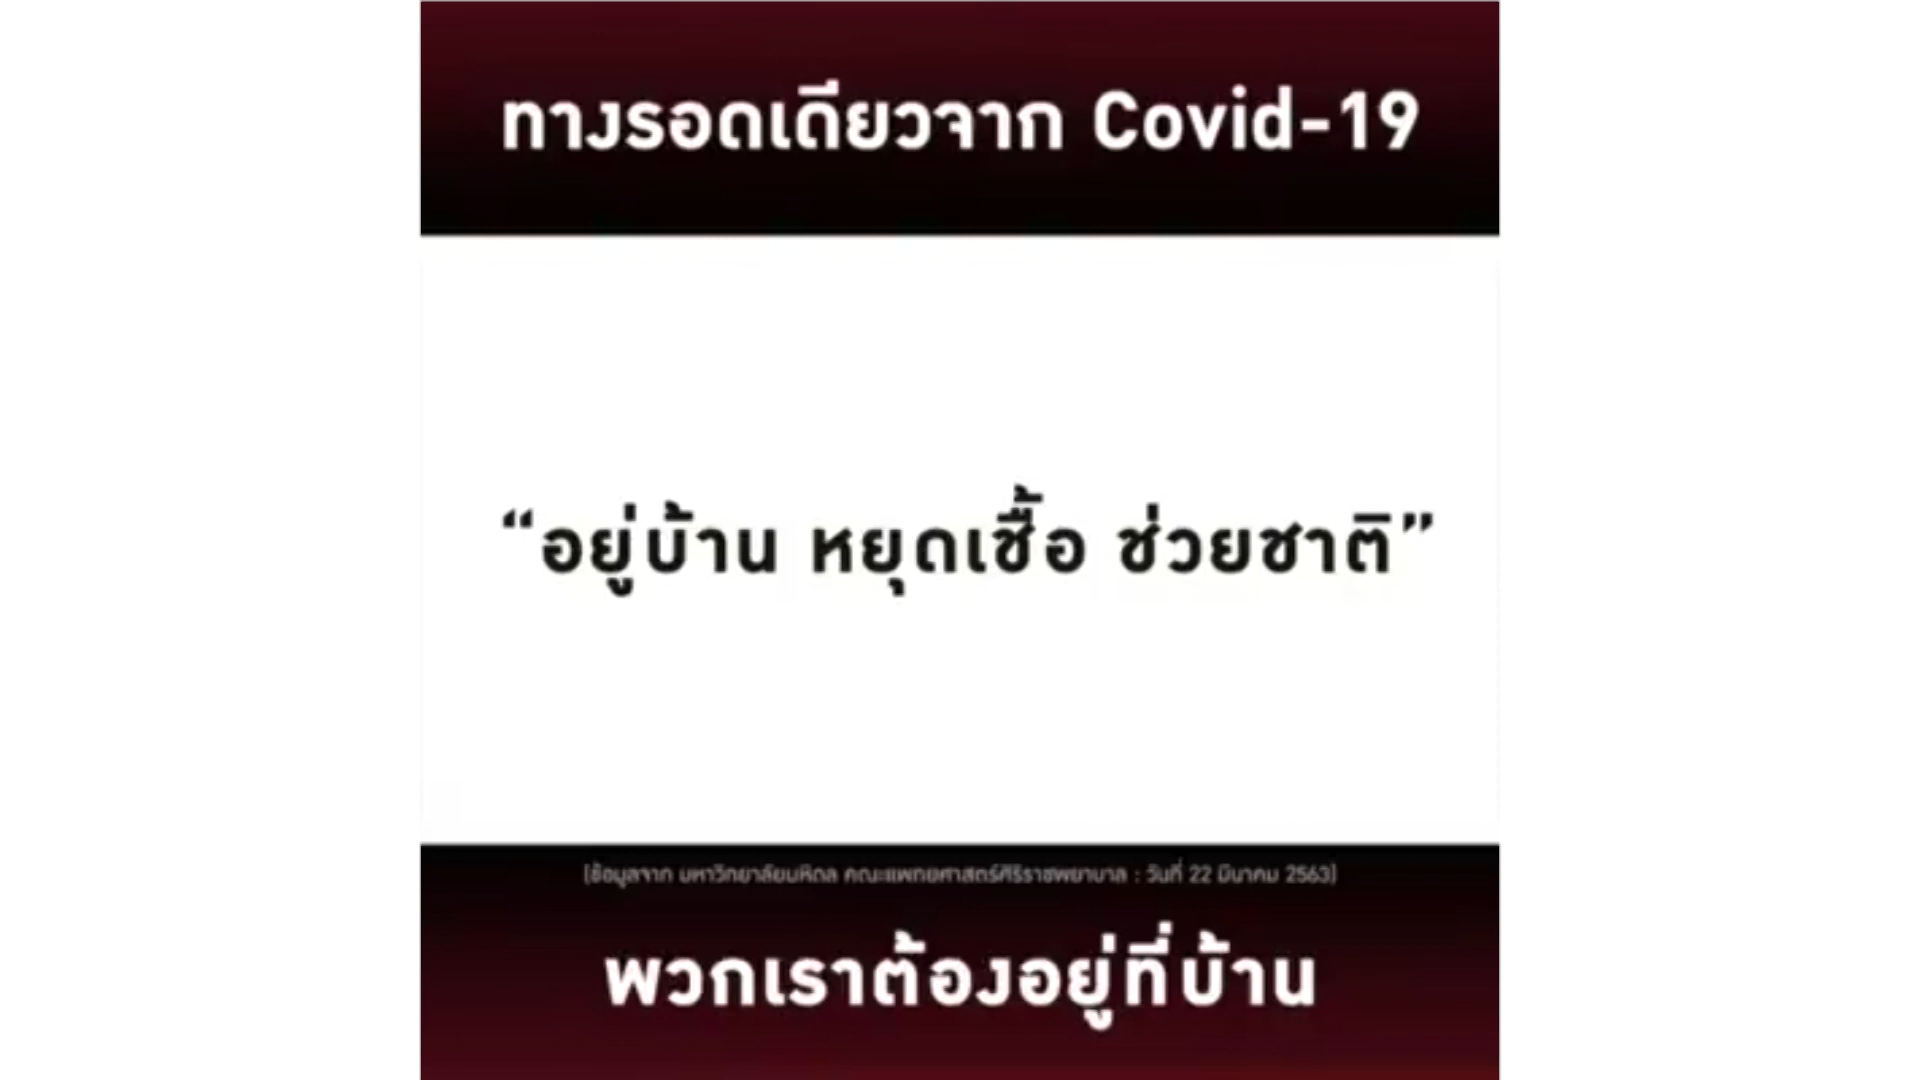 ทางรอดเดียวจาก Covid-19
“อยู่บ้าน หยุดเชื้อ ช่วยชาติ”
(ข้อมูลจาก มหาวิทยาลัยมหิดล คณะแพทยศาสตร์ศิริราชพยาบาล : วันที่ 22 มีนาคม 2563)
พวกเราต้องอยู่ที่บ้าน